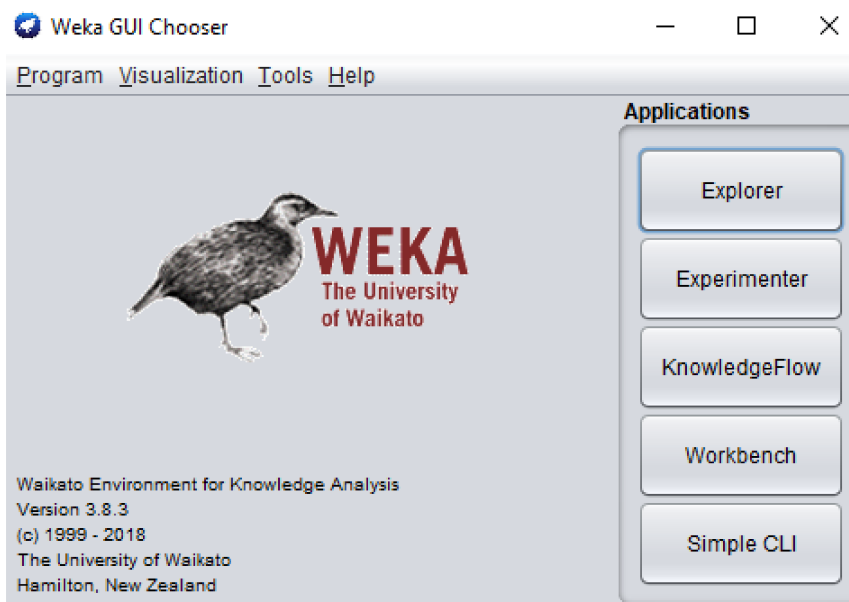 Weka GUI Chooser
Program Visualization Tools Help
Applications
Explorer
Experimenter
KnowledgeFlow
Workbench
Simple CLI
WEKA
The University
of Waikato
Waikato Environment for Knowledge Analysis
Version 3.8.3
(c) 1999 - 2018
The University of Waikato
Hamilton, New Zealand